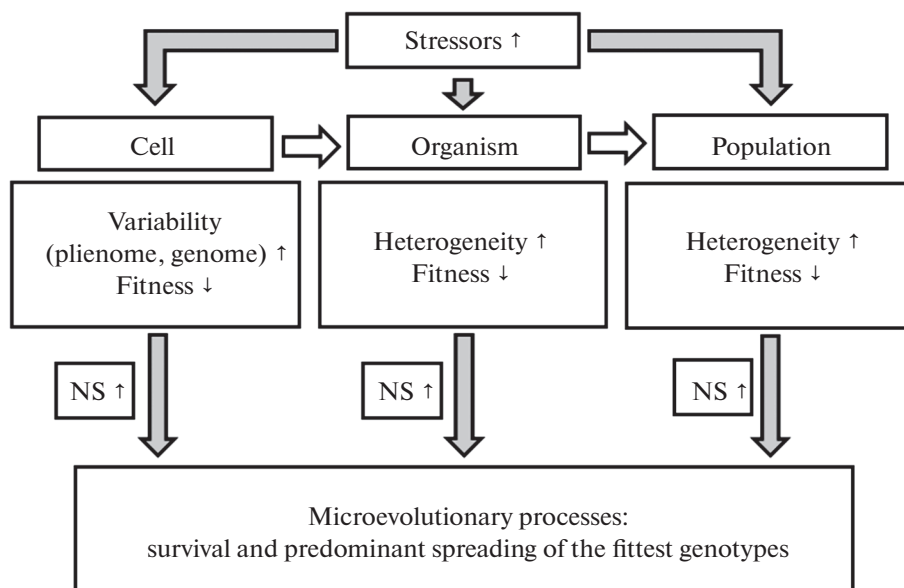 Stressors ↑
Cell
Organism
Population
Variability
(plienome, genome) ↑
Fitness ↓
Heterogeneity ↑
Fitness ↓
Heterogeneity ↑
Fitness ↓
NS ↑
NS ↑
NS ↑
Microevolutionary processes:
survival and predominant spreading of the fittest genotypes